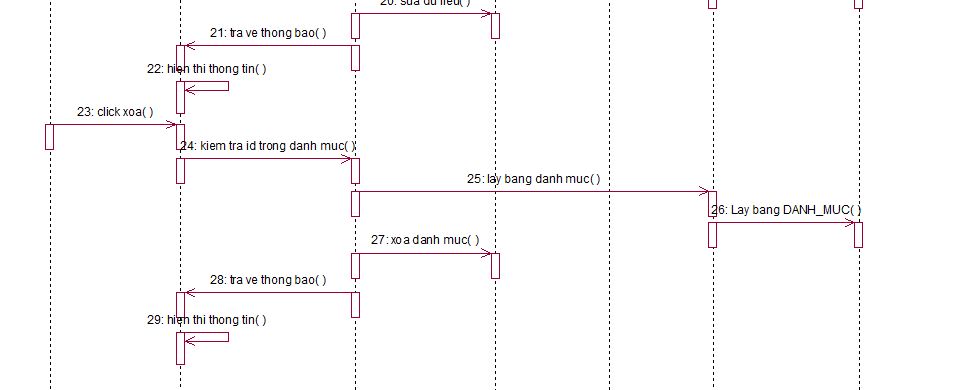 20: sua du lieu( )
21: tra ve thong bao( )
22: hien thi thong tin( )
23: click xoa( )
24: kiem tra id trong danh muc( )
25: lay bang danh muc( )
26: Lay bang DANH_MUC( )
27: xoa danh muc( )
28: tra ve thong bao( )
29: hien thi thong tin( )